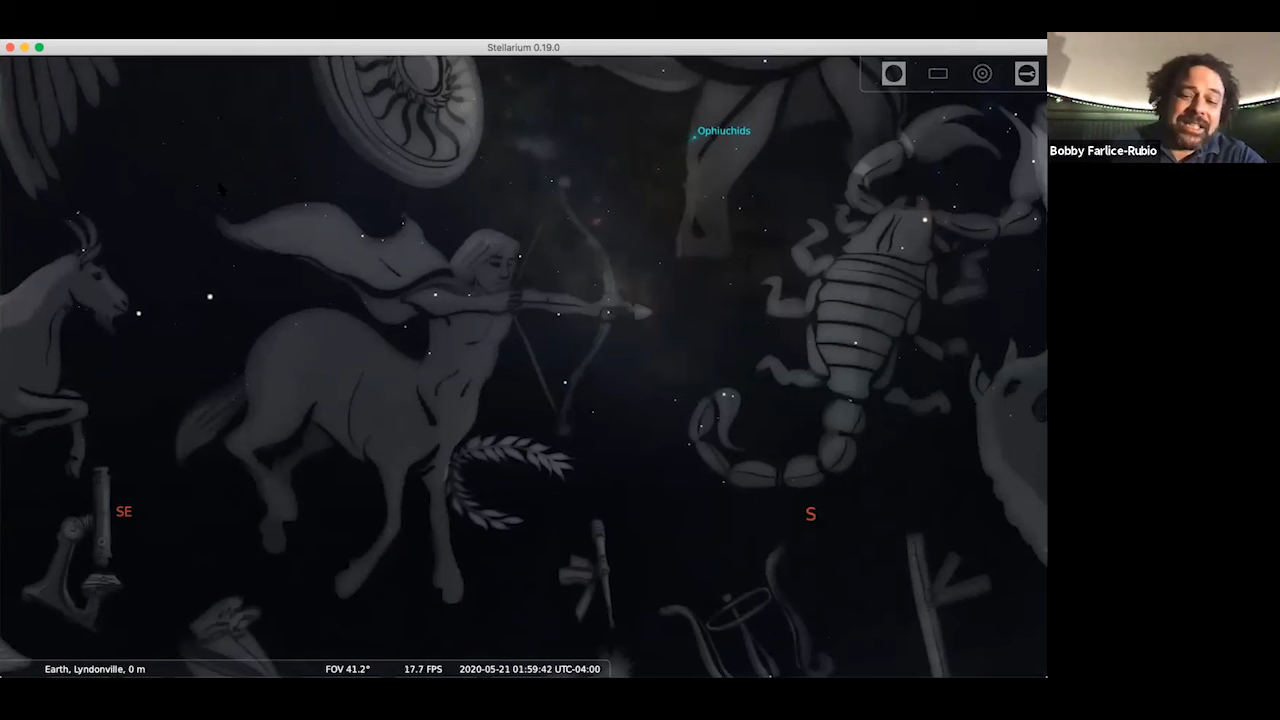 Stellarium 0.19.0
Ophiuchids
Bobby Farlice-Rubio
SE
S
Earth, Lyndonville, 0 m
FOV 41.2°
17.7 FPS
2020-05-21 01:59:42 UTC-04:00